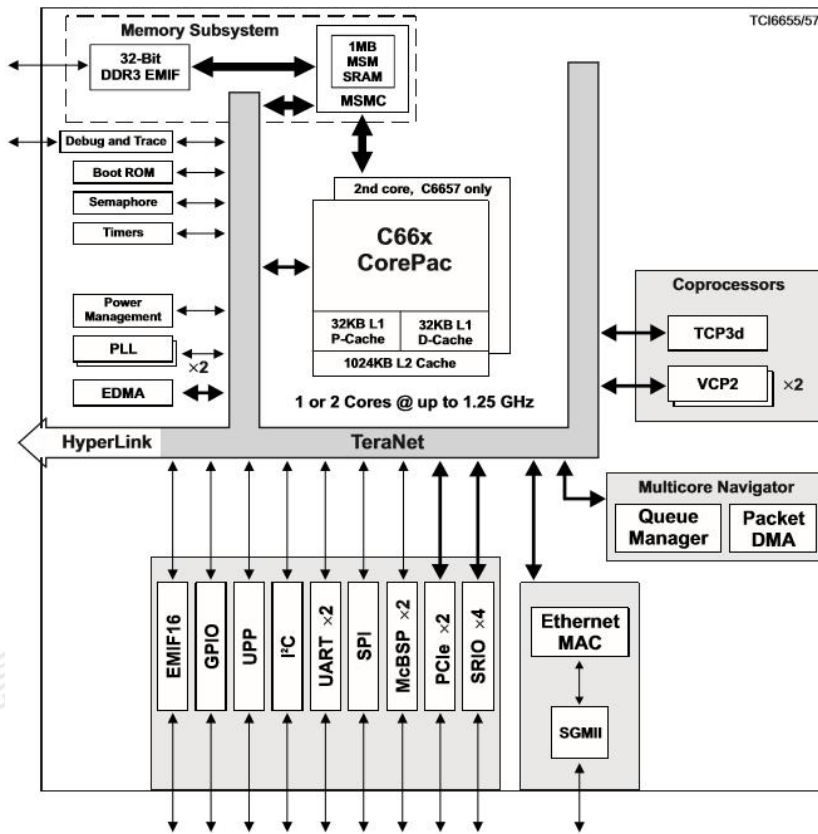 TCI6655/57
Memory Subsystem
32-Bit
DDR3 EMIF
1MB
MSM
SRAM
MSMC
Debug and Trace
Boot ROM
Semaphore
Timers
Power
Management
PLL
×2
EDMA
2nd core, C6657 only
C66x
CorePac
32KB L1
P-Cache
32KB L1
D-Cache
1024KB L2 Cache
1 or 2 Cores @ up to 1.25 GHz
Coprocessors
TCP3d
VCP2
×2
HyperLink
TeraNet
Multicore Navigator
Queue
Manager
Packet
DMA
EMIF16
GPIO
UPP
I²C
UART ×2
SPI
McBSP ×2
PCIe ×2
SRIO ×4
Ethernet
MAC
SGMII